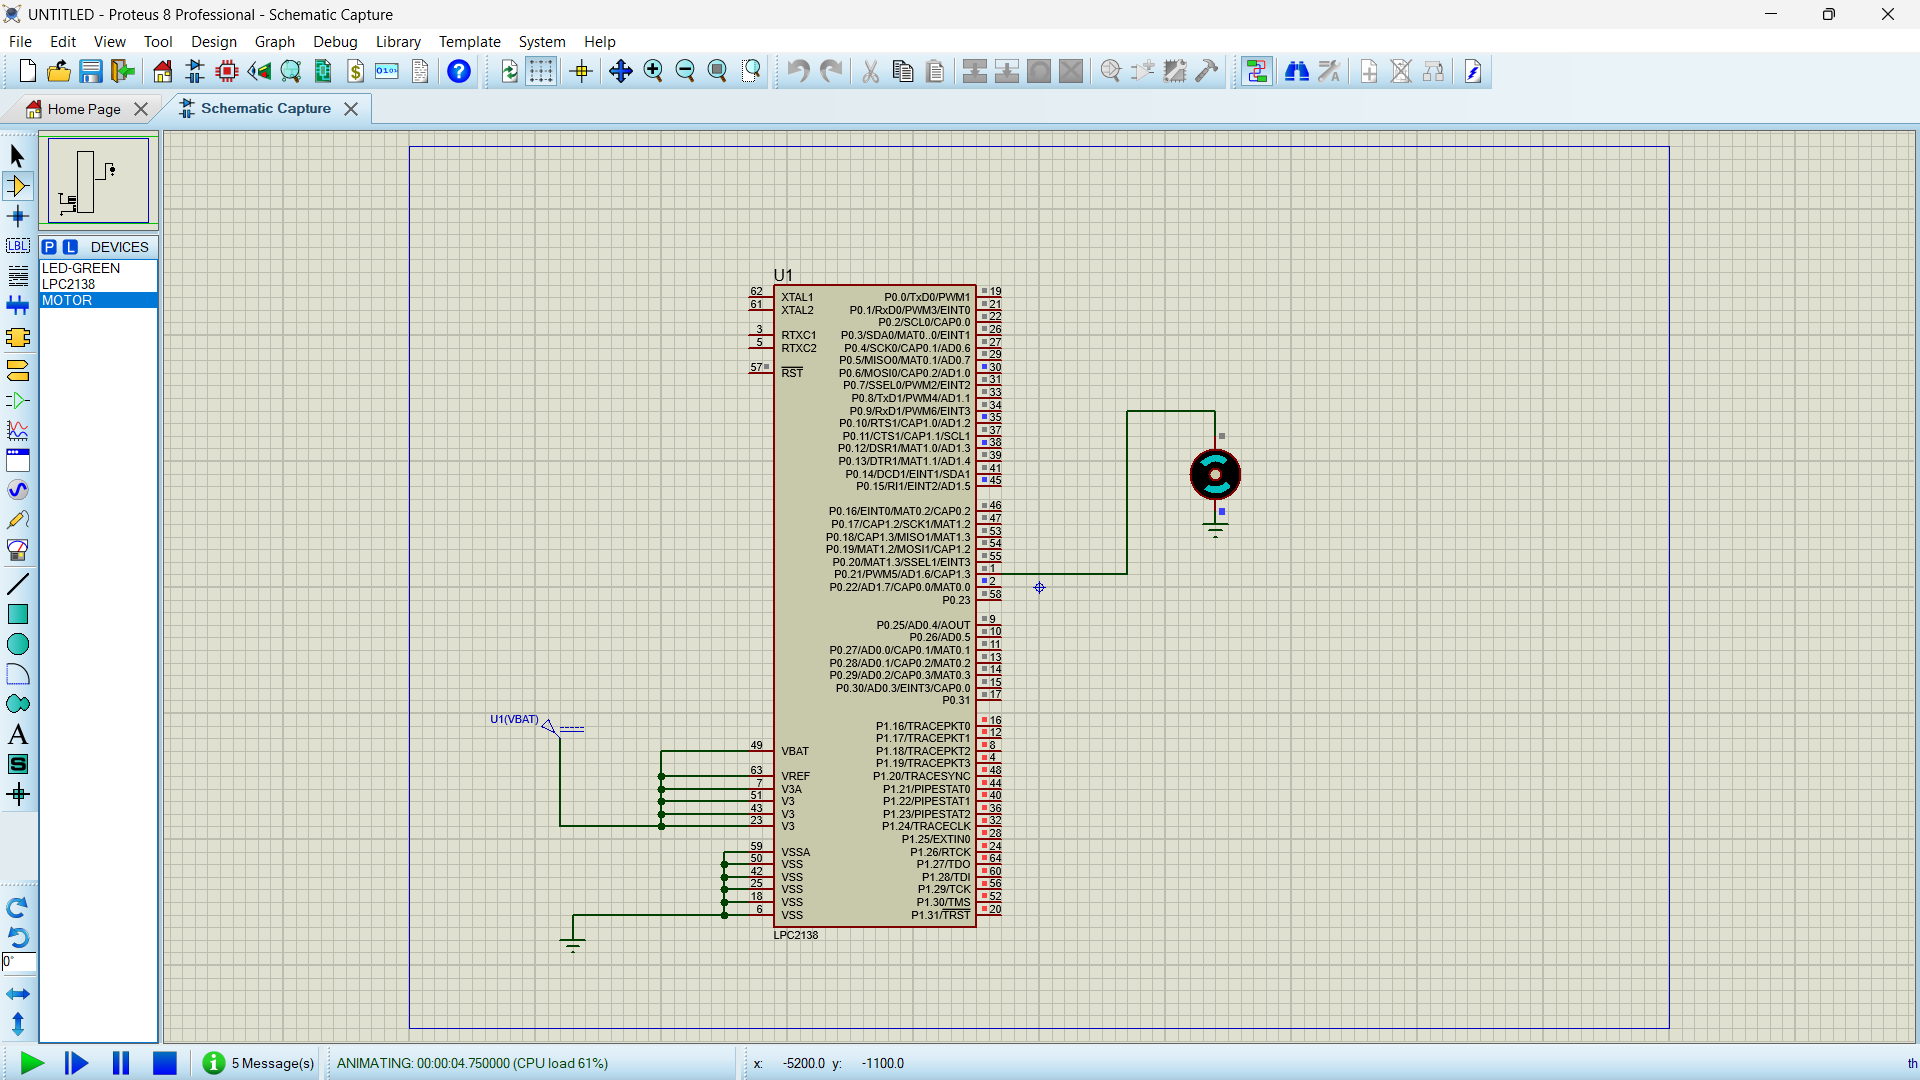 UNTITLED - Proteus 8 Professional - Schematic Capture
File Edit View Tool Design Graph Debug Library Template System Help
Home Page
Schematic Capture
P L DEVICES
LED-GREEN
LPC2138
MOTOR
LBL
A
S
0°
U1
62 XTAL1 P0.0/TxD0/PWM1 19
61 XTAL2 P0.1/RxD0/PWM3/EINT0 21
P0.2/SCL0/CAP0.0 22
3 RTXC1 P0.3/SDA0/MAT0..0/EINT1 26
5 RTXC2 P0.4/SCK0/CAP0.1/AD0.6 27
P0.5/MISO0/MAT0.1/AD0.7 29
57 RST P0.6/MOSI0/CAP0.2/AD1.0 30
P0.7/SSEL0/PWM2/EINT2 31
P0.8/TxD1/PWM4/AD1.1 33
P0.9/RxD1/PWM6/EINT3 34
P0.10/RTS1/CAP1.0/AD1.2 35
P0.11/CTS1/CAP1.1/SCL1 37
P0.12/DSR1/MAT1.0/AD1.3 38
P0.13/DTR1/MAT1.1/AD1.4 39
P0.14/DCD1/EINT1/SDA1 41
P0.15/RI1/EINT2/AD1.5 45
P0.16/EINT0/MAT0.2/CAP0.2 46
P0.17/CAP1.2/SCK1/MAT1.2 47
P0.18/CAP1.3/MISO1/MAT1.3 53
P0.19/MAT1.2/MOSI1/CAP1.2 54
P0.20/MAT1.3/SSEL1/EINT3 55
P0.21/PWM5/AD1.6/CAP1.3 1
P0.22/AD1.7/CAP0.0/MAT0.0 2
P0.23 58
P0.25/AD0.4/AOUT 9
P0.26/AD0.5 10
P0.27/AD0.0/CAP0.1/MAT0.1 11
P0.28/AD0.1/CAP0.2/MAT0.2 13
P0.29/AD0.2/CAP0.3/MAT0.3 14
P0.30/AD0.3/EINT3/CAP0.0 15
P0.31 17
U1(VBAT)
P1.16/TRACEPKT0 16
P1.17/TRACEPKT1 12
49 VBAT P1.18/TRACEPKT2 8
P1.19/TRACEPKT3 4
63 VREF P1.20/TRACESYNC 48
7 V3A P1.21/PIPESTAT0 44
51 V3 P1.22/PIPESTAT1 40
43 V3 P1.23/PIPESTAT2 36
23 V3 P1.24/TRACECLK 32
P1.25/EXTIN0 28
59 VSSA P1.26/RTCK 24
50 VSS P1.27/TDO 64
42 VSS P1.28/TDI 60
25 VSS P1.29/TCK 56
18 VSS P1.30/TMS 52
6 VSS P1.31/TRST 20
LPC2138
5 Message(s) ANIMATING: 00:00:04.750000 (CPU load 61%) x: -5200.0 y: -1100.0 th